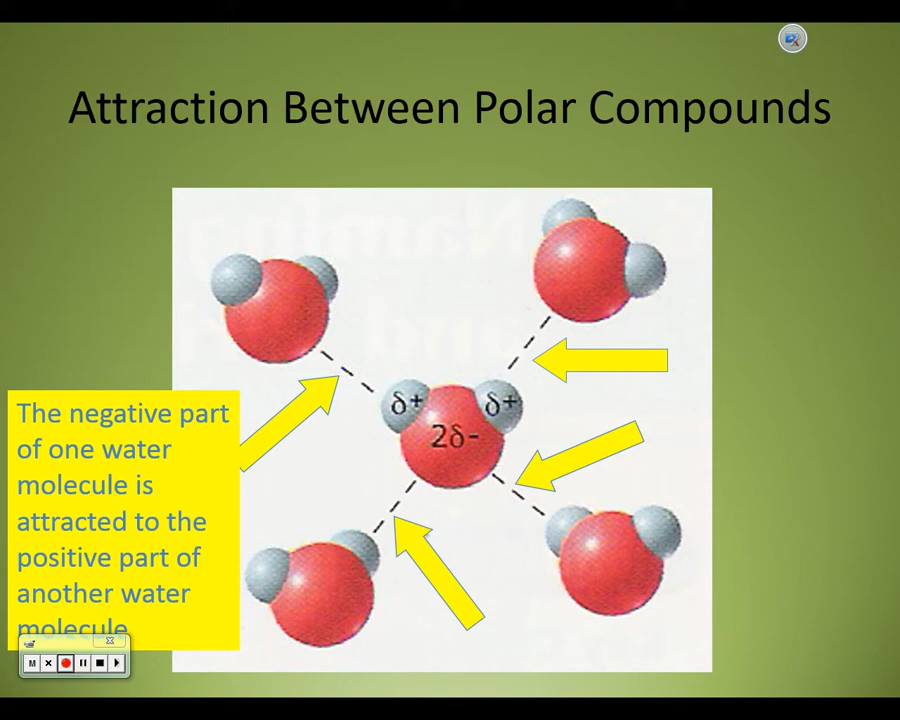 Attraction Between Polar Compounds
δ+ δ+
2δ-
The negative part
of one water
molecule is
attracted to the
positive part of
another water
molecule
M